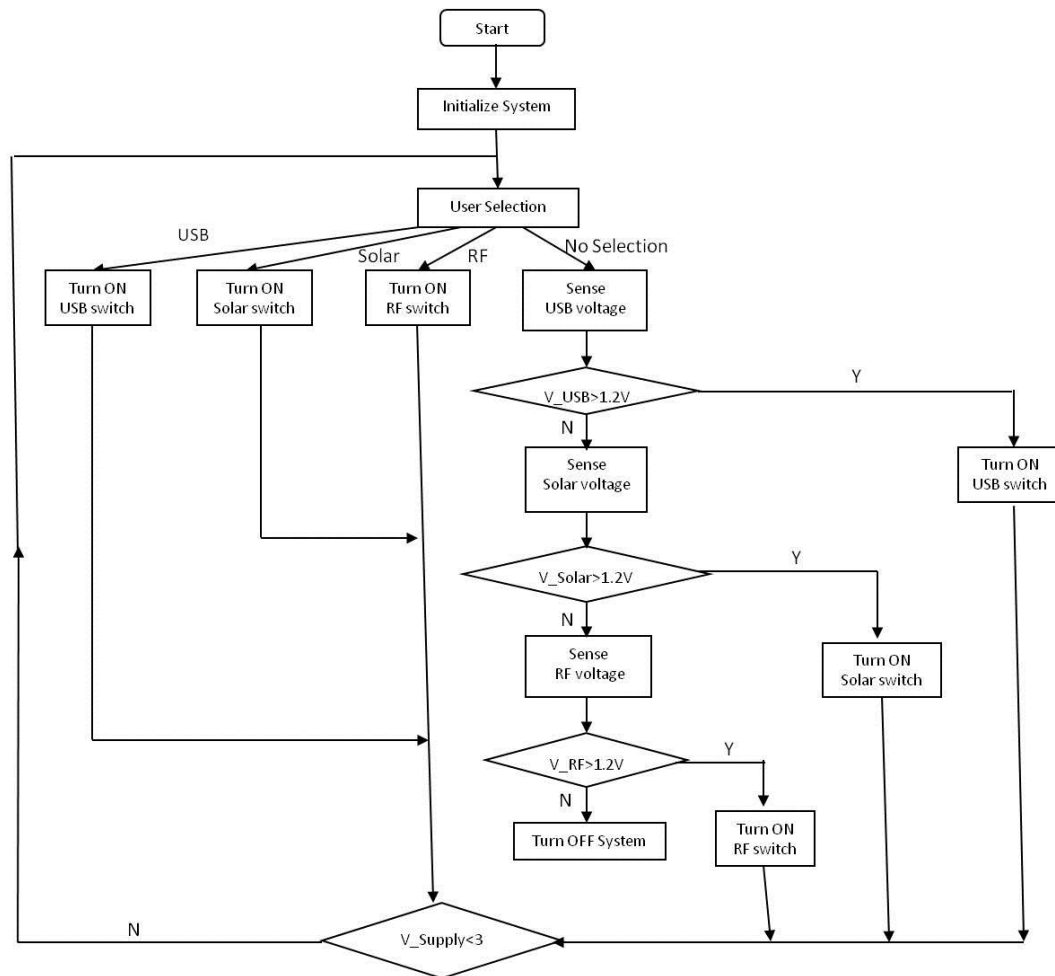 Start
Initialize System
User Selection
USB
Solar
RF
No Selection
Turn ON
USB switch
Turn ON
Solar switch
Turn ON
RF switch
Sense
USB voltage
V_USB>1.2V
Y
N
Sense
Solar voltage
Turn ON
USB switch
V_Solar>1.2V
Y
N
Sense
RF voltage
Turn ON
Solar switch
V_RF>1.2V
Y
N
Turn OFF System
Turn ON
RF switch
V_Supply<3
N